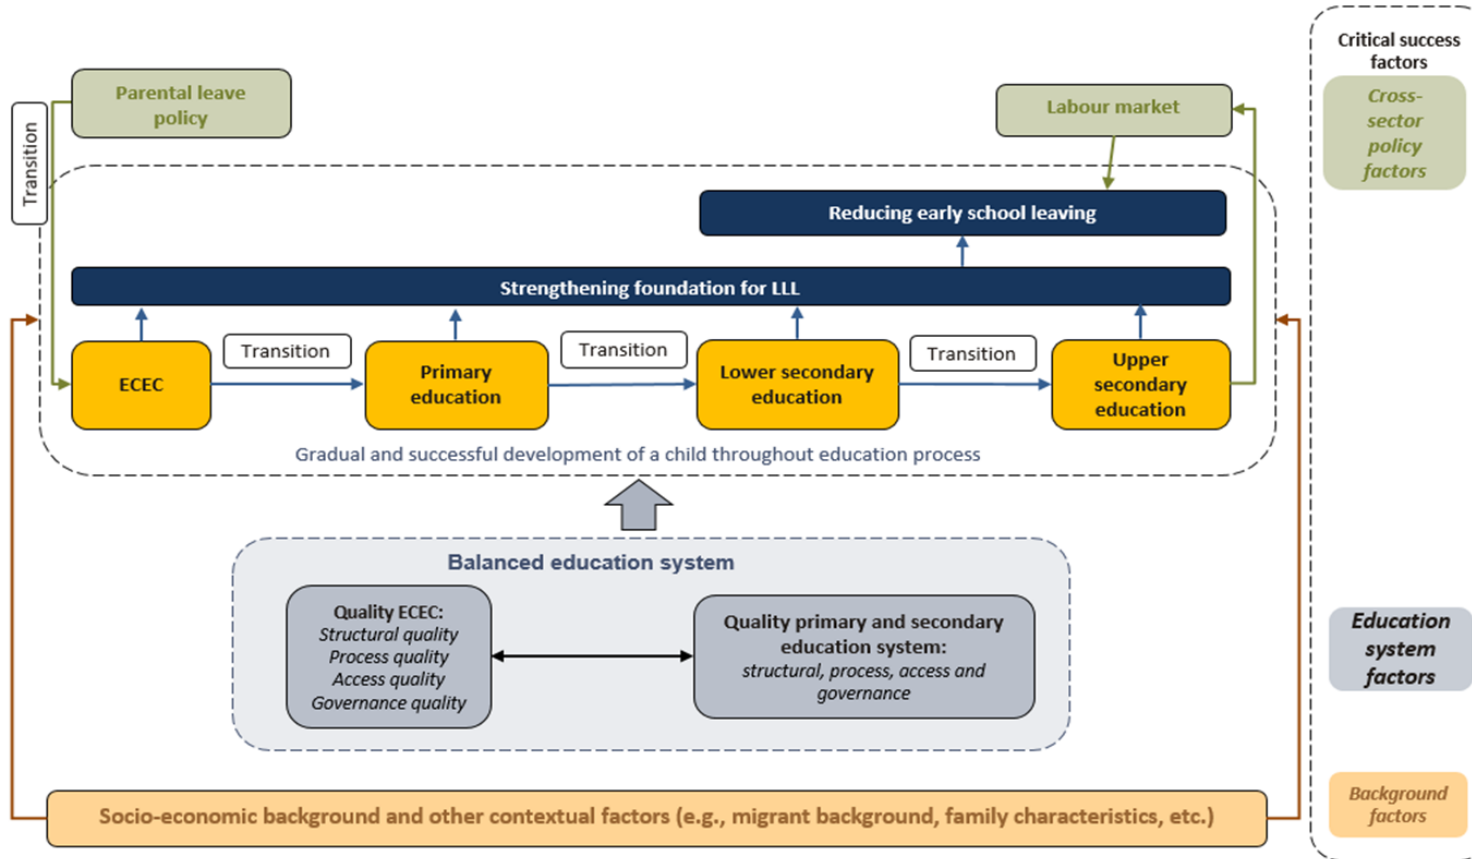 Critical success
factors
Cross-
sector
policy
factors
Parental leave
policy
Labour market
Transition
Reducing early school leaving
Strengthening foundation for LLL
Transition
Transition
Transition
ECEC
Primary
education
Lower secondary
education
Upper
secondary
education
Gradual and successful development of a child throughout education process
Balanced education system
Quality ECEC:
Structural quality
Process quality
Access quality
Governance quality
Quality primary and secondary
education system:
structural, process, access and
governance
Education
system
factors
Socio-economic background and other contextual factors (e.g., migrant background, family characteristics, etc.)
Background
factors